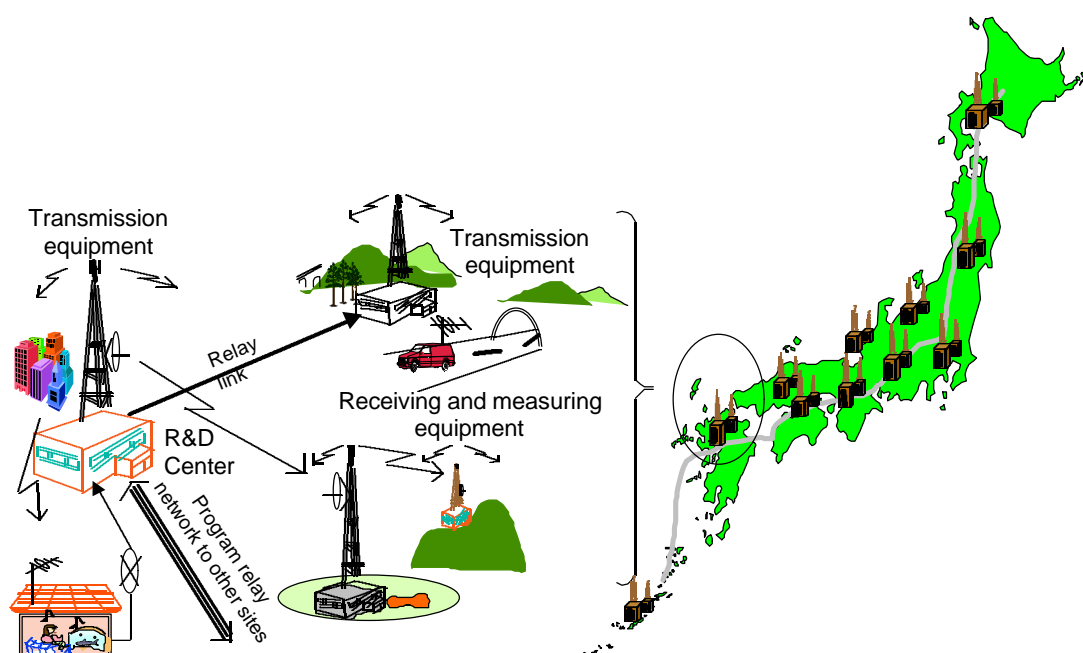 Transmission
equipment
Transmission
equipment
Relay
link
Receiving and measuring
equipment
R&D
Center
Program relay
network to other sites